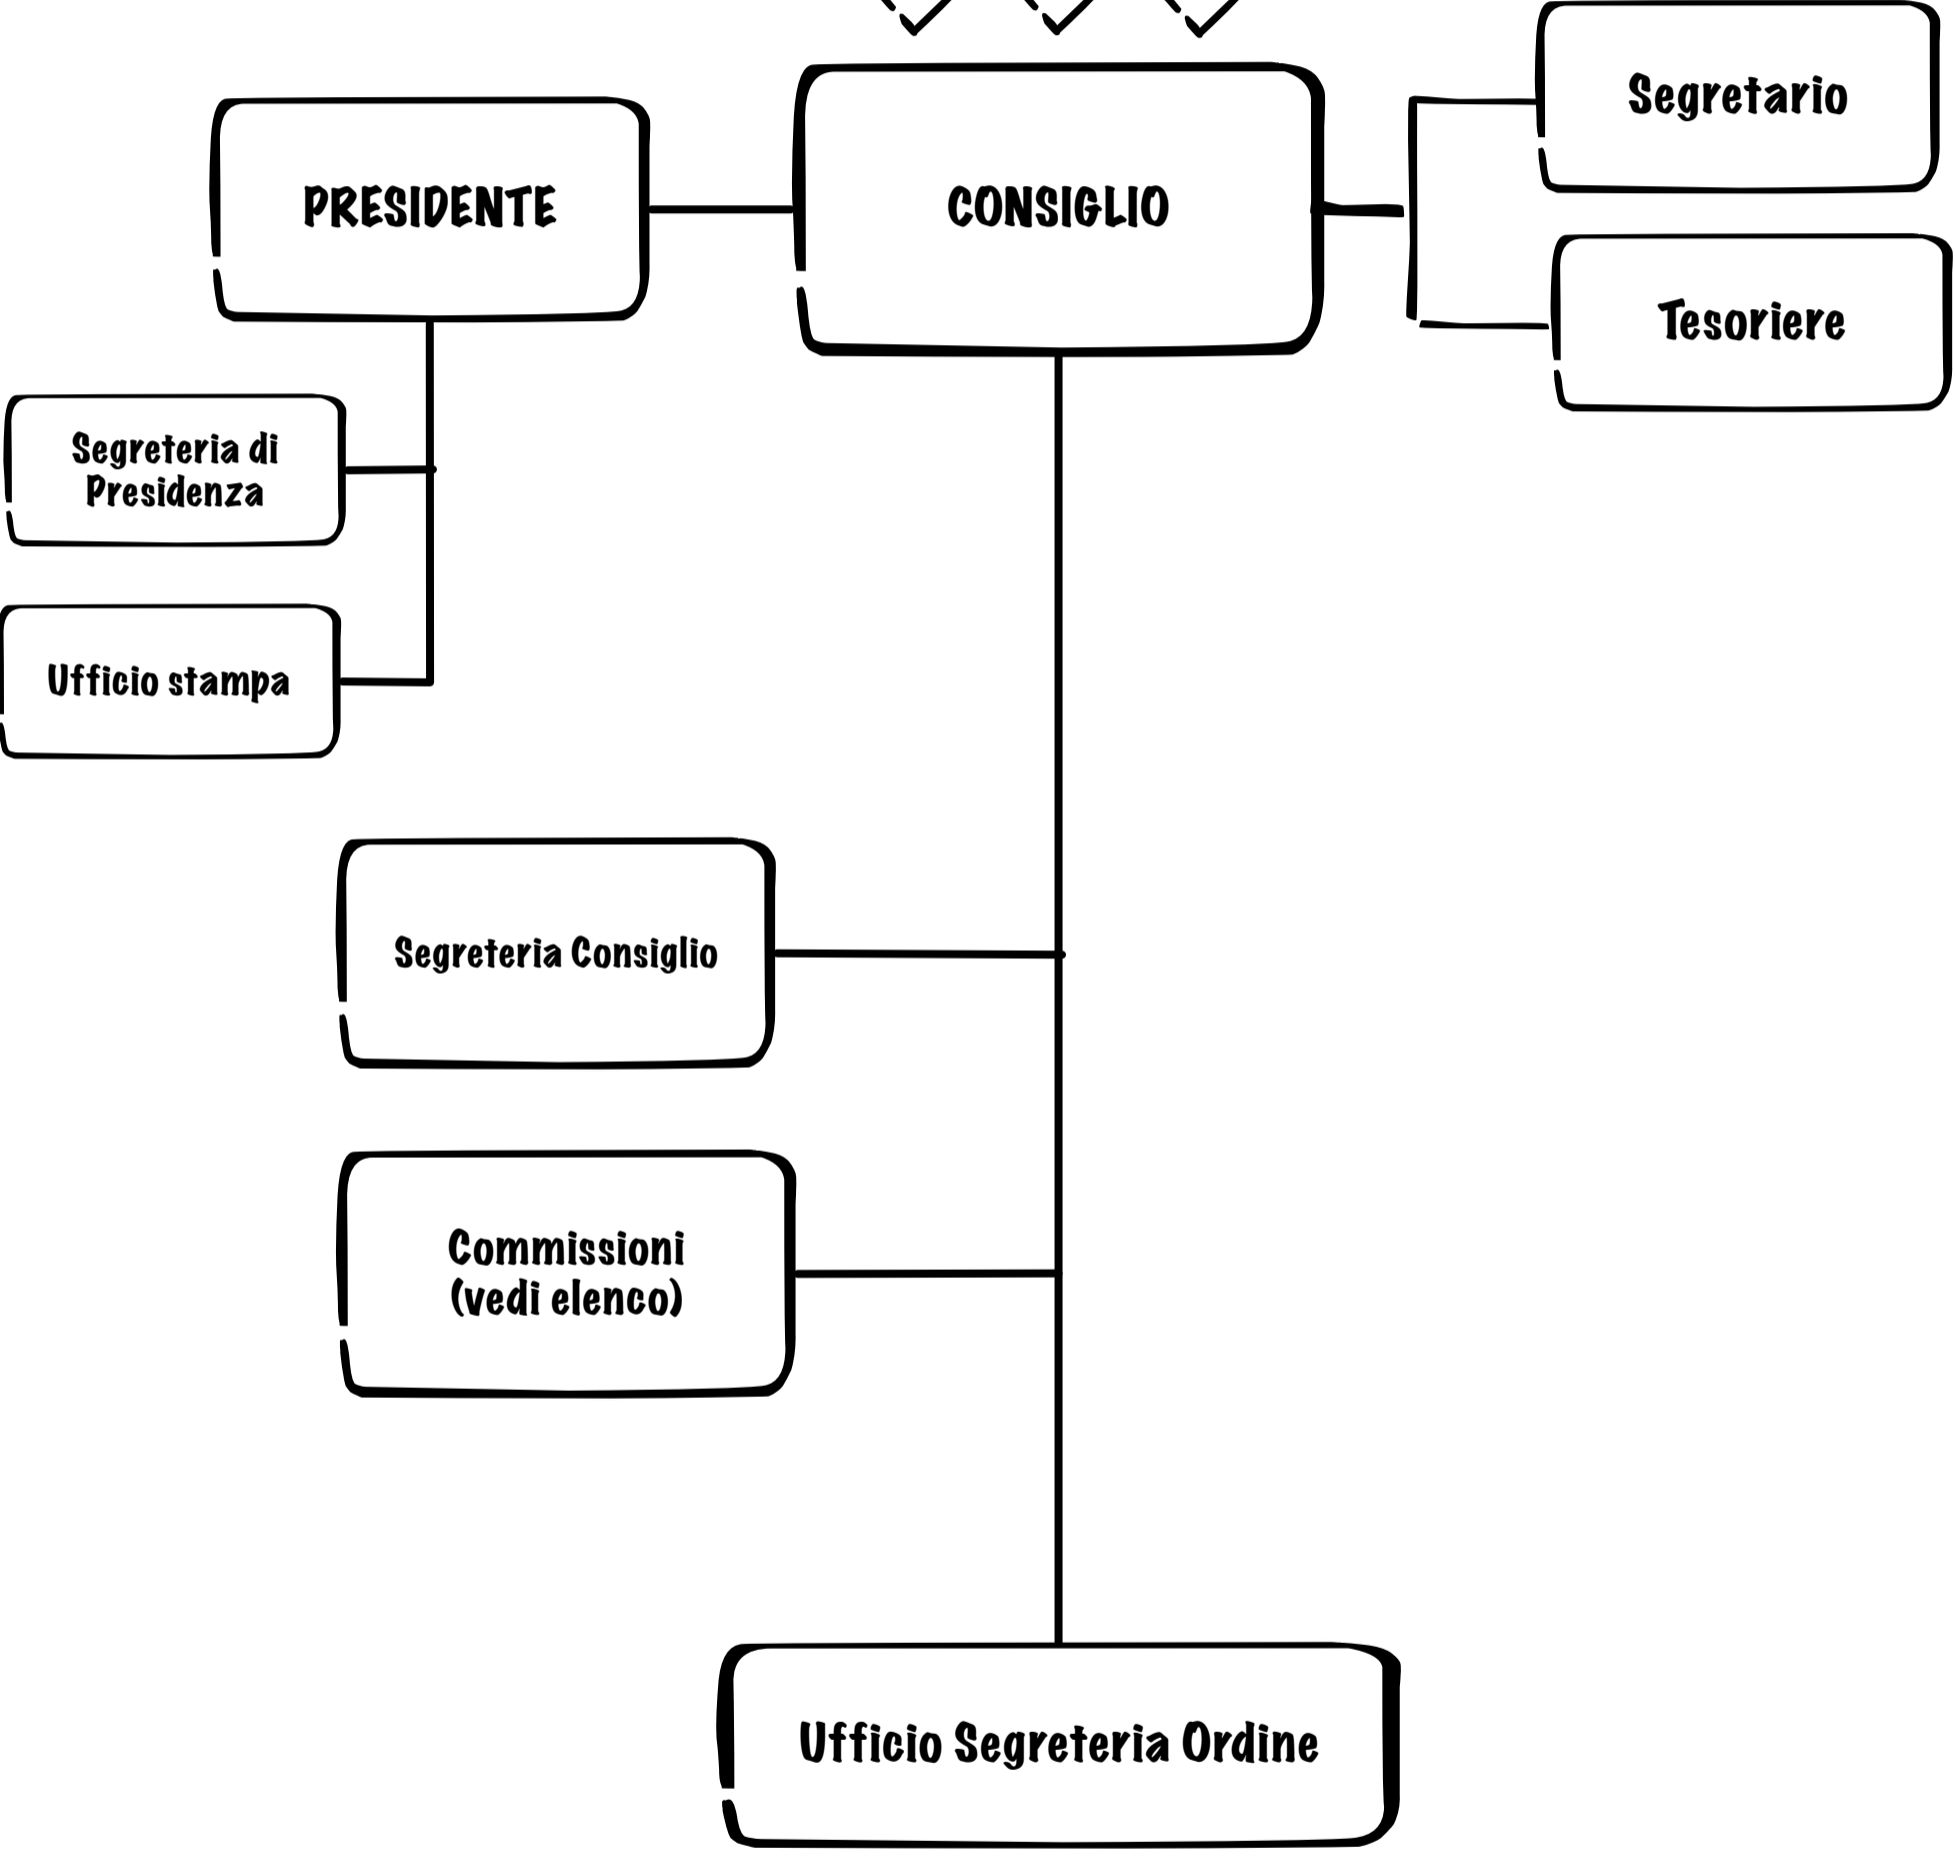 Segretario
PRESIDENTE
CONSIGLIO
Tesoriere
Segreteria di
Presidenza
Ufficio stampa
Segreteria Consiglio
Commissioni
(vedi elenco)
Ufficio Segreteria Ordine